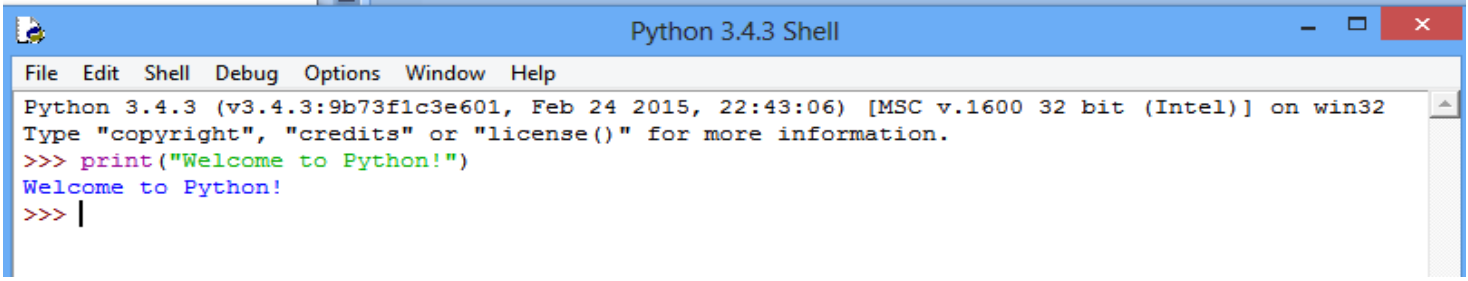 Python 3.4.3 Shell
File Edit Shell Debug Options Window Help
Python 3.4.3 (v3.4.3:9b73f1c3e601, Feb 24 2015, 22:43:06) [MSC v.1600 32 bit (Intel)] on win32
Type "copyright", "credits" or "license()" for more information.
>>> print("Welcome to Python!")
Welcome to Python!
>>>